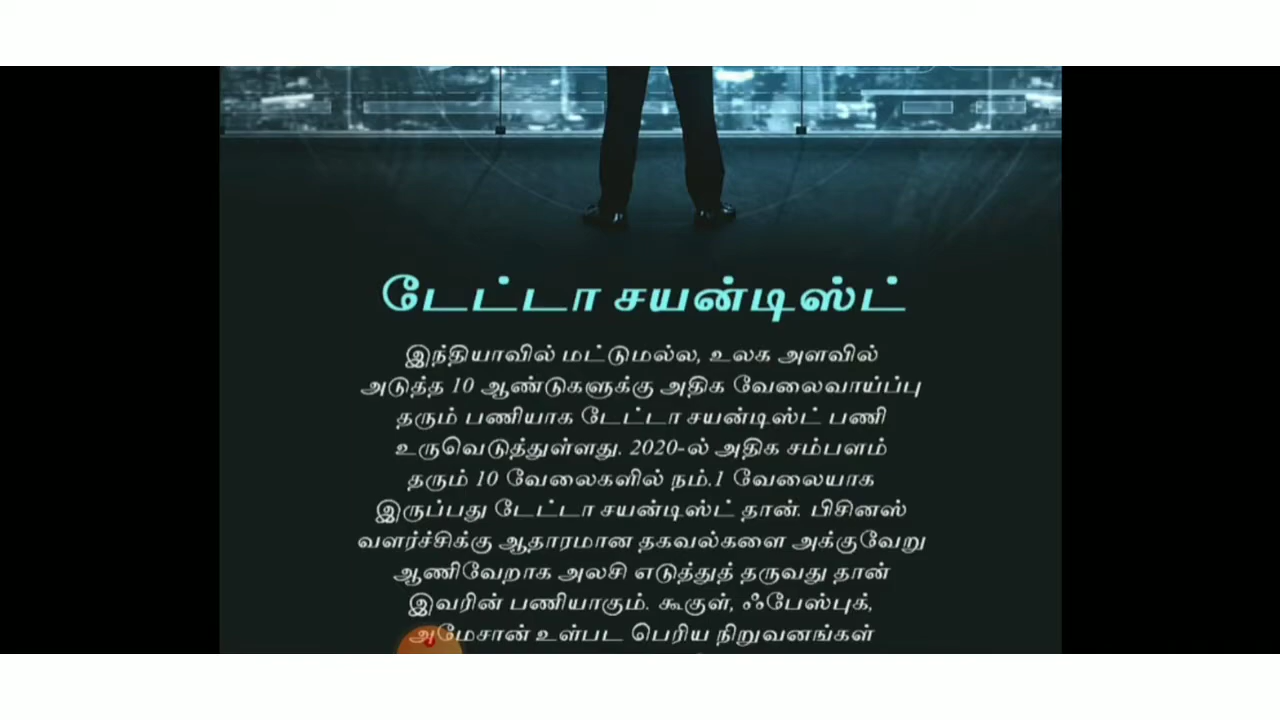 டேட்டா சயன்டிஸ்ட்
இந்தியாவில் மட்டுமல்ல, உலக அளவில்
அடுத்த 10 ஆண்டுகளுக்கு அதிக வேலைவாய்ப்பு
தரும் பணியாக டேட்டா சயன்டிஸ்ட் பணி
உருவெடுத்துள்ளது. 2020-ல் அதிக சம்பளம்
தரும் 10 வேலைகளில் நம்.1 வேலையாக
இருப்பது டேட்டா சயன்டிஸ்ட் தான். பிசினஸ்
வளர்ச்சிக்கு ஆதாரமான தகவல்களை அக்குவேறு
ஆணிவேறாக அலசி எடுத்துத் தருவது தான்
இவரின் பணியாகும். கூகுள், ஃபேஸ்புக்,
அமேசான் உள்பட பெரிய நிறுவனங்கள்